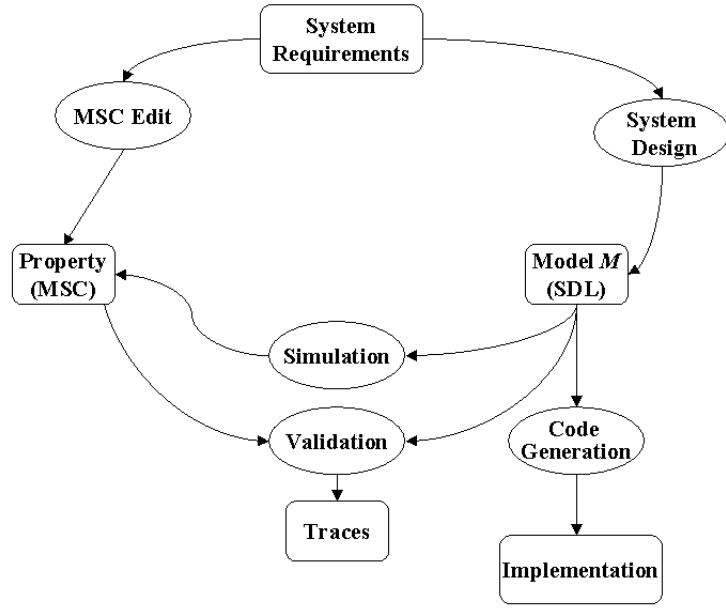 System
Requirements
MSC Edit
System
Design
Property
(MSC)
Model M
(SDL)
Simulation
Validation
Code
Generation
Traces
Implementation